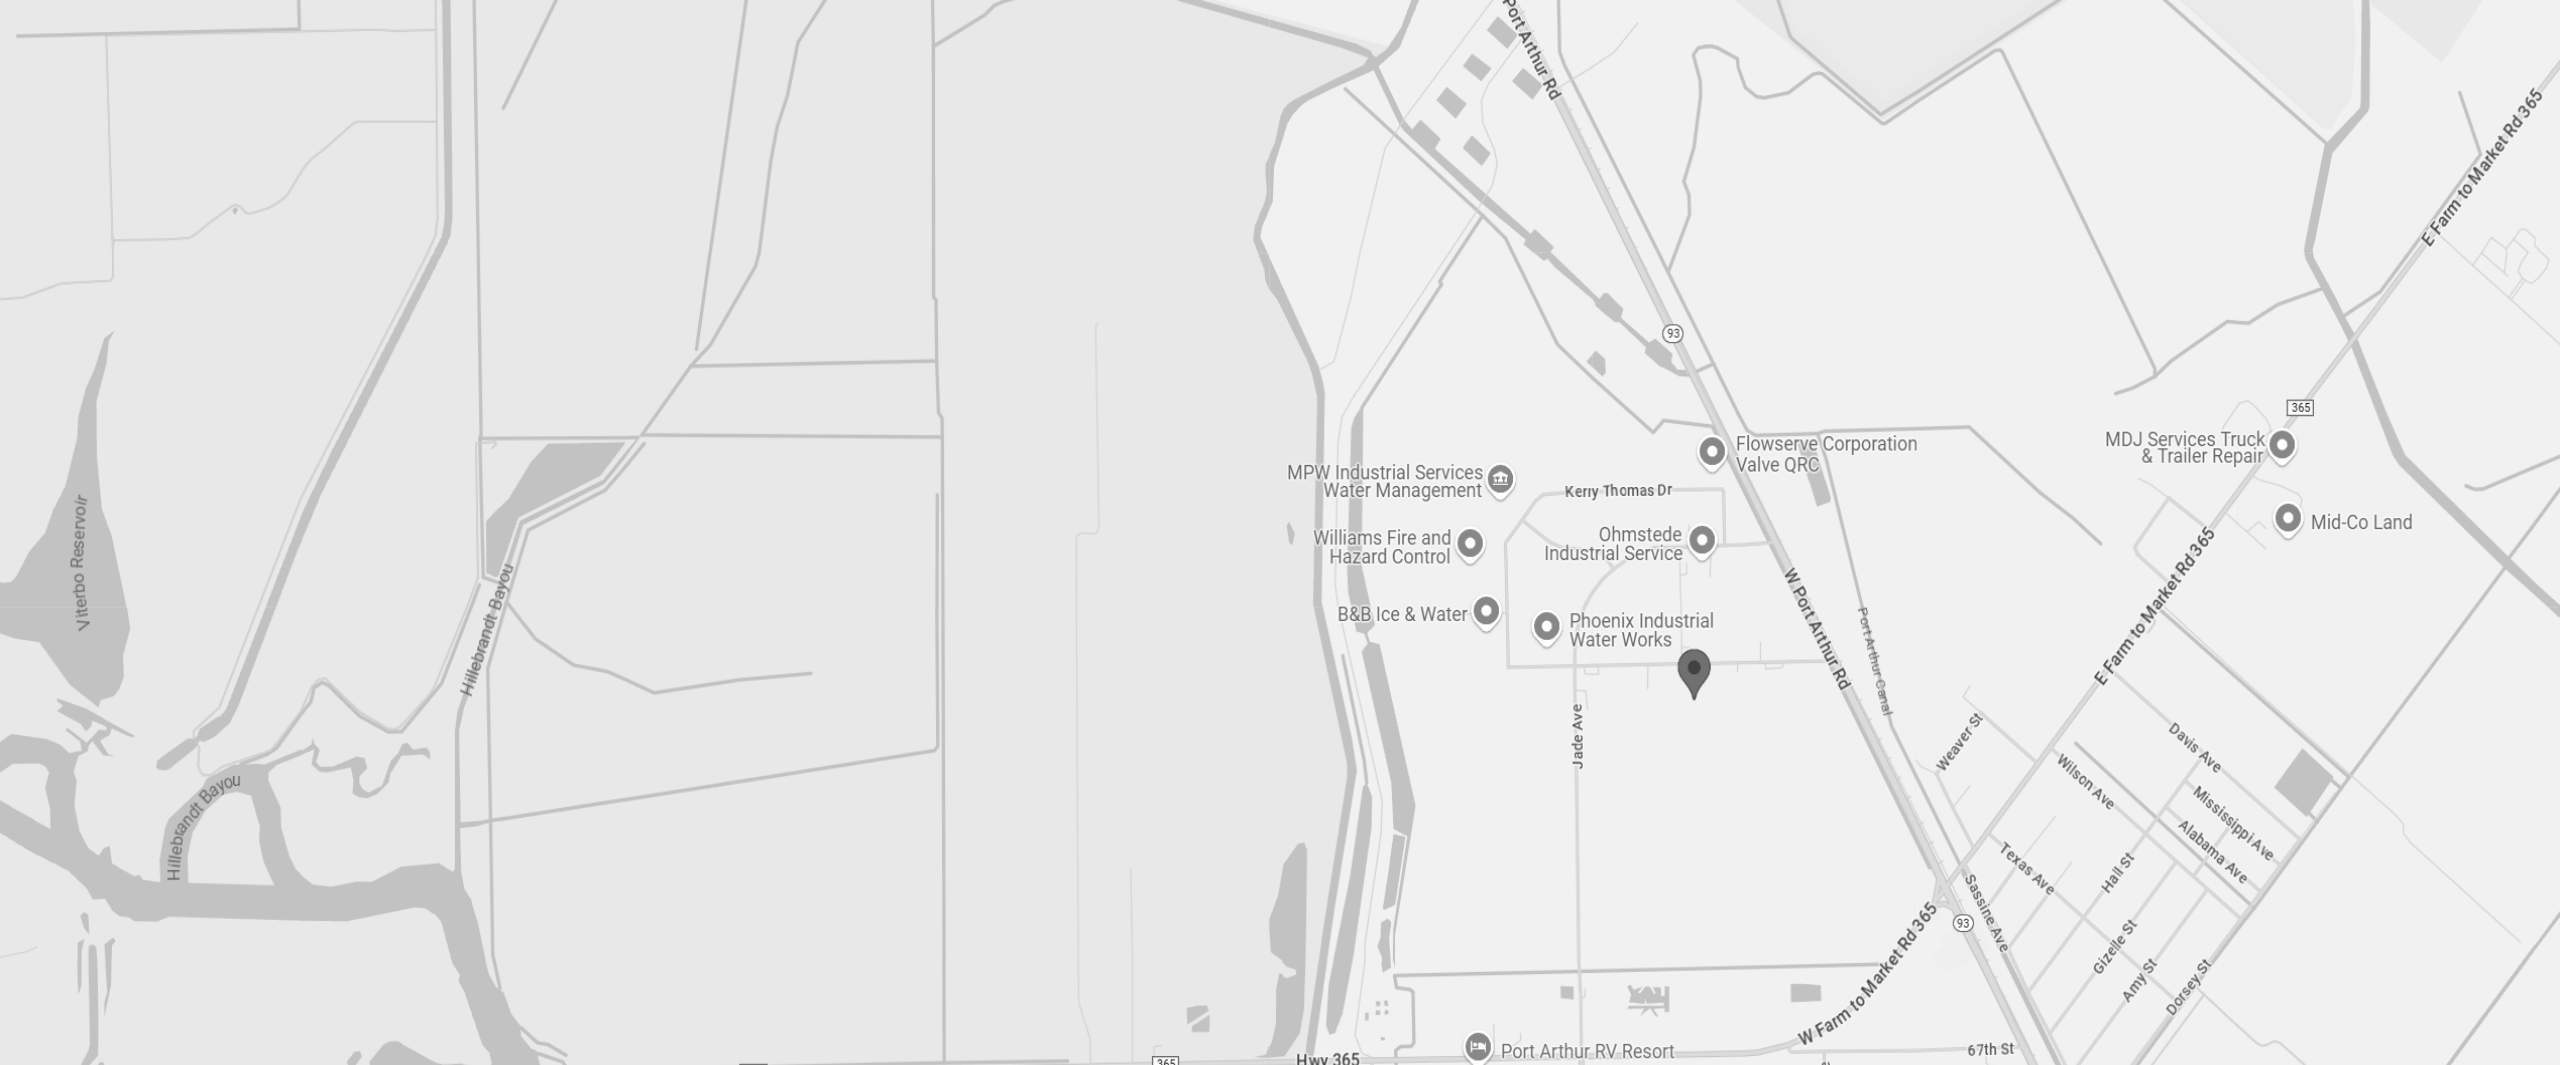 Port Arthur Rd
E Farm to Market Rd 365
93
365
Flowserve Corporation
Valve QRC
MDJ Services Truck
& Trailer Repair
MPW Industrial Services
Water Management
Kerry Thomas Dr
Mid-Co Land
Viterbo Reservoir
Williams Fire and
Hazard Control
Ohmstede
Industrial Service
E Farm to Market Rd 365
Hillebrandt Bayou
B&B Ice & Water
Phoenix Industrial
Water Works
W Port Arthur Rd
Port Arthur Canal
Jade Ave
Weaver St
Davis Ave
Wilson Ave
Mississippi Ave
Hillebrandt Bayou
Alabama Ave
Texas Ave
Hall St
Sassine Ave
93
Gizelle St
Amy St
Dorsey St
W Farm to Market Rd 365
Port Arthur RV Resort
67th St
365
Hwy 365